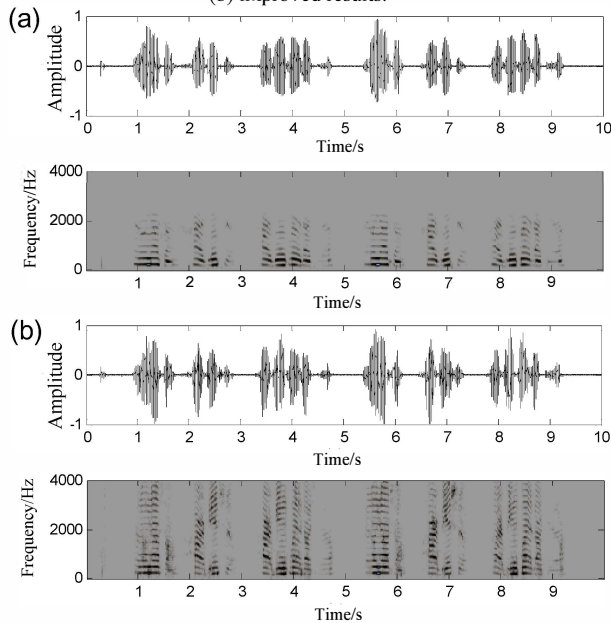 (b) Improved results.
(a)
Amplitude
1
0
-1
0 1 2 3 4 5 6 7 8 9 10
Time/s
Frequency/Hz
4000
2000
0
1 2 3 4 5 6 7 8 9
Time/s
(b)
Amplitude
1
0
-1
0 1 2 3 4 5 6 7 8 9 10
Time/s
Frequency/Hz
4000
2000
0
1 2 3 4 5 6 7 8 9
Time/s